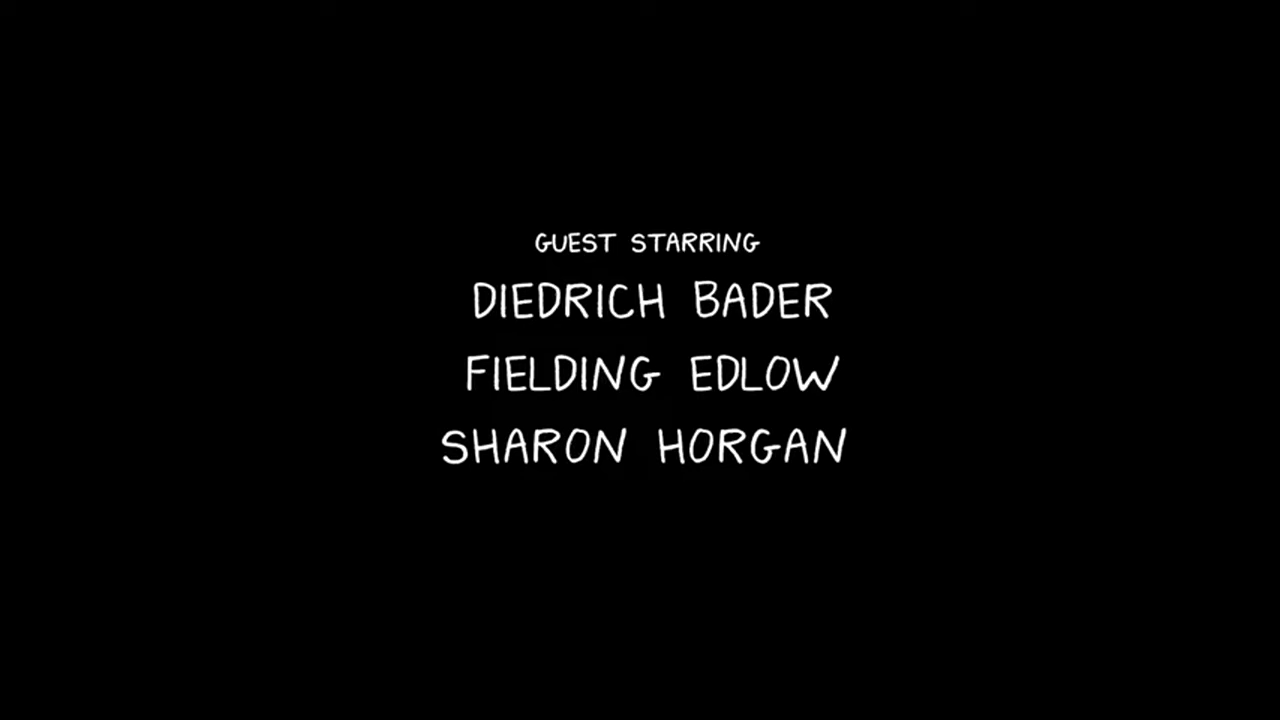 GUEST STARRING
DIEDRICH BADER
FIELDING EDLOW
SHARON HORGAN